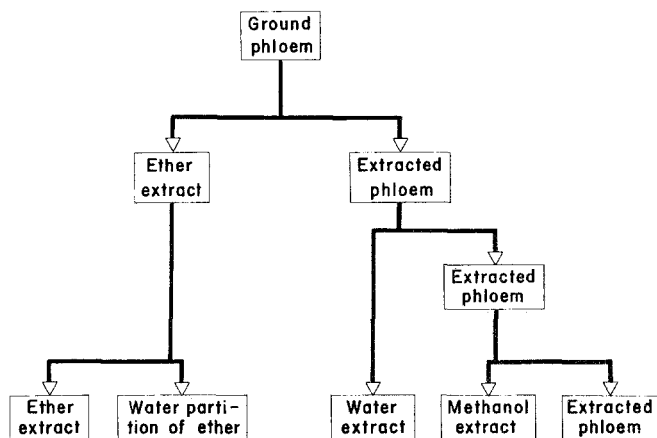 Ground
phloem
Ether
extract
Extracted
phloem
Extracted
phloem
Ether
extract
Water parti-
tion of ether
Water
extract
Methanol
extract
Extracted
phloem